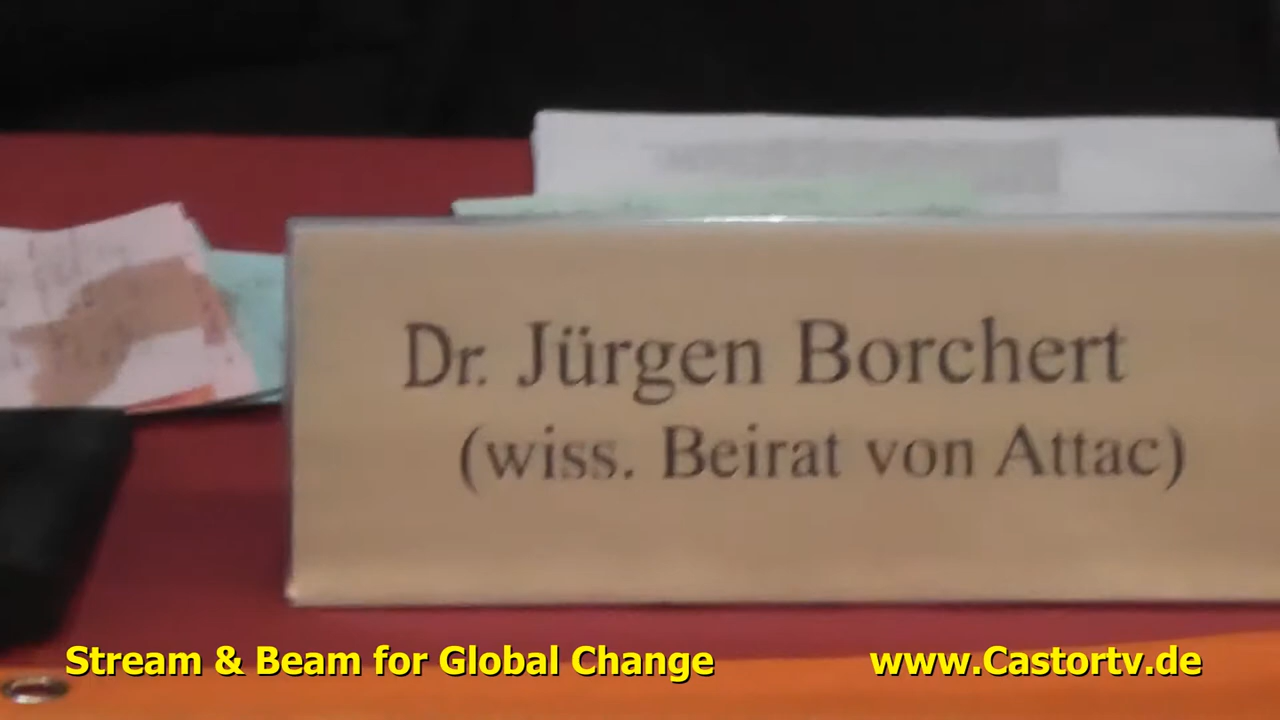 Dr. Jürgen Borchert
(wiss. Beirat von Attac)
Stream & Beam for Global Change www.Castortv.de